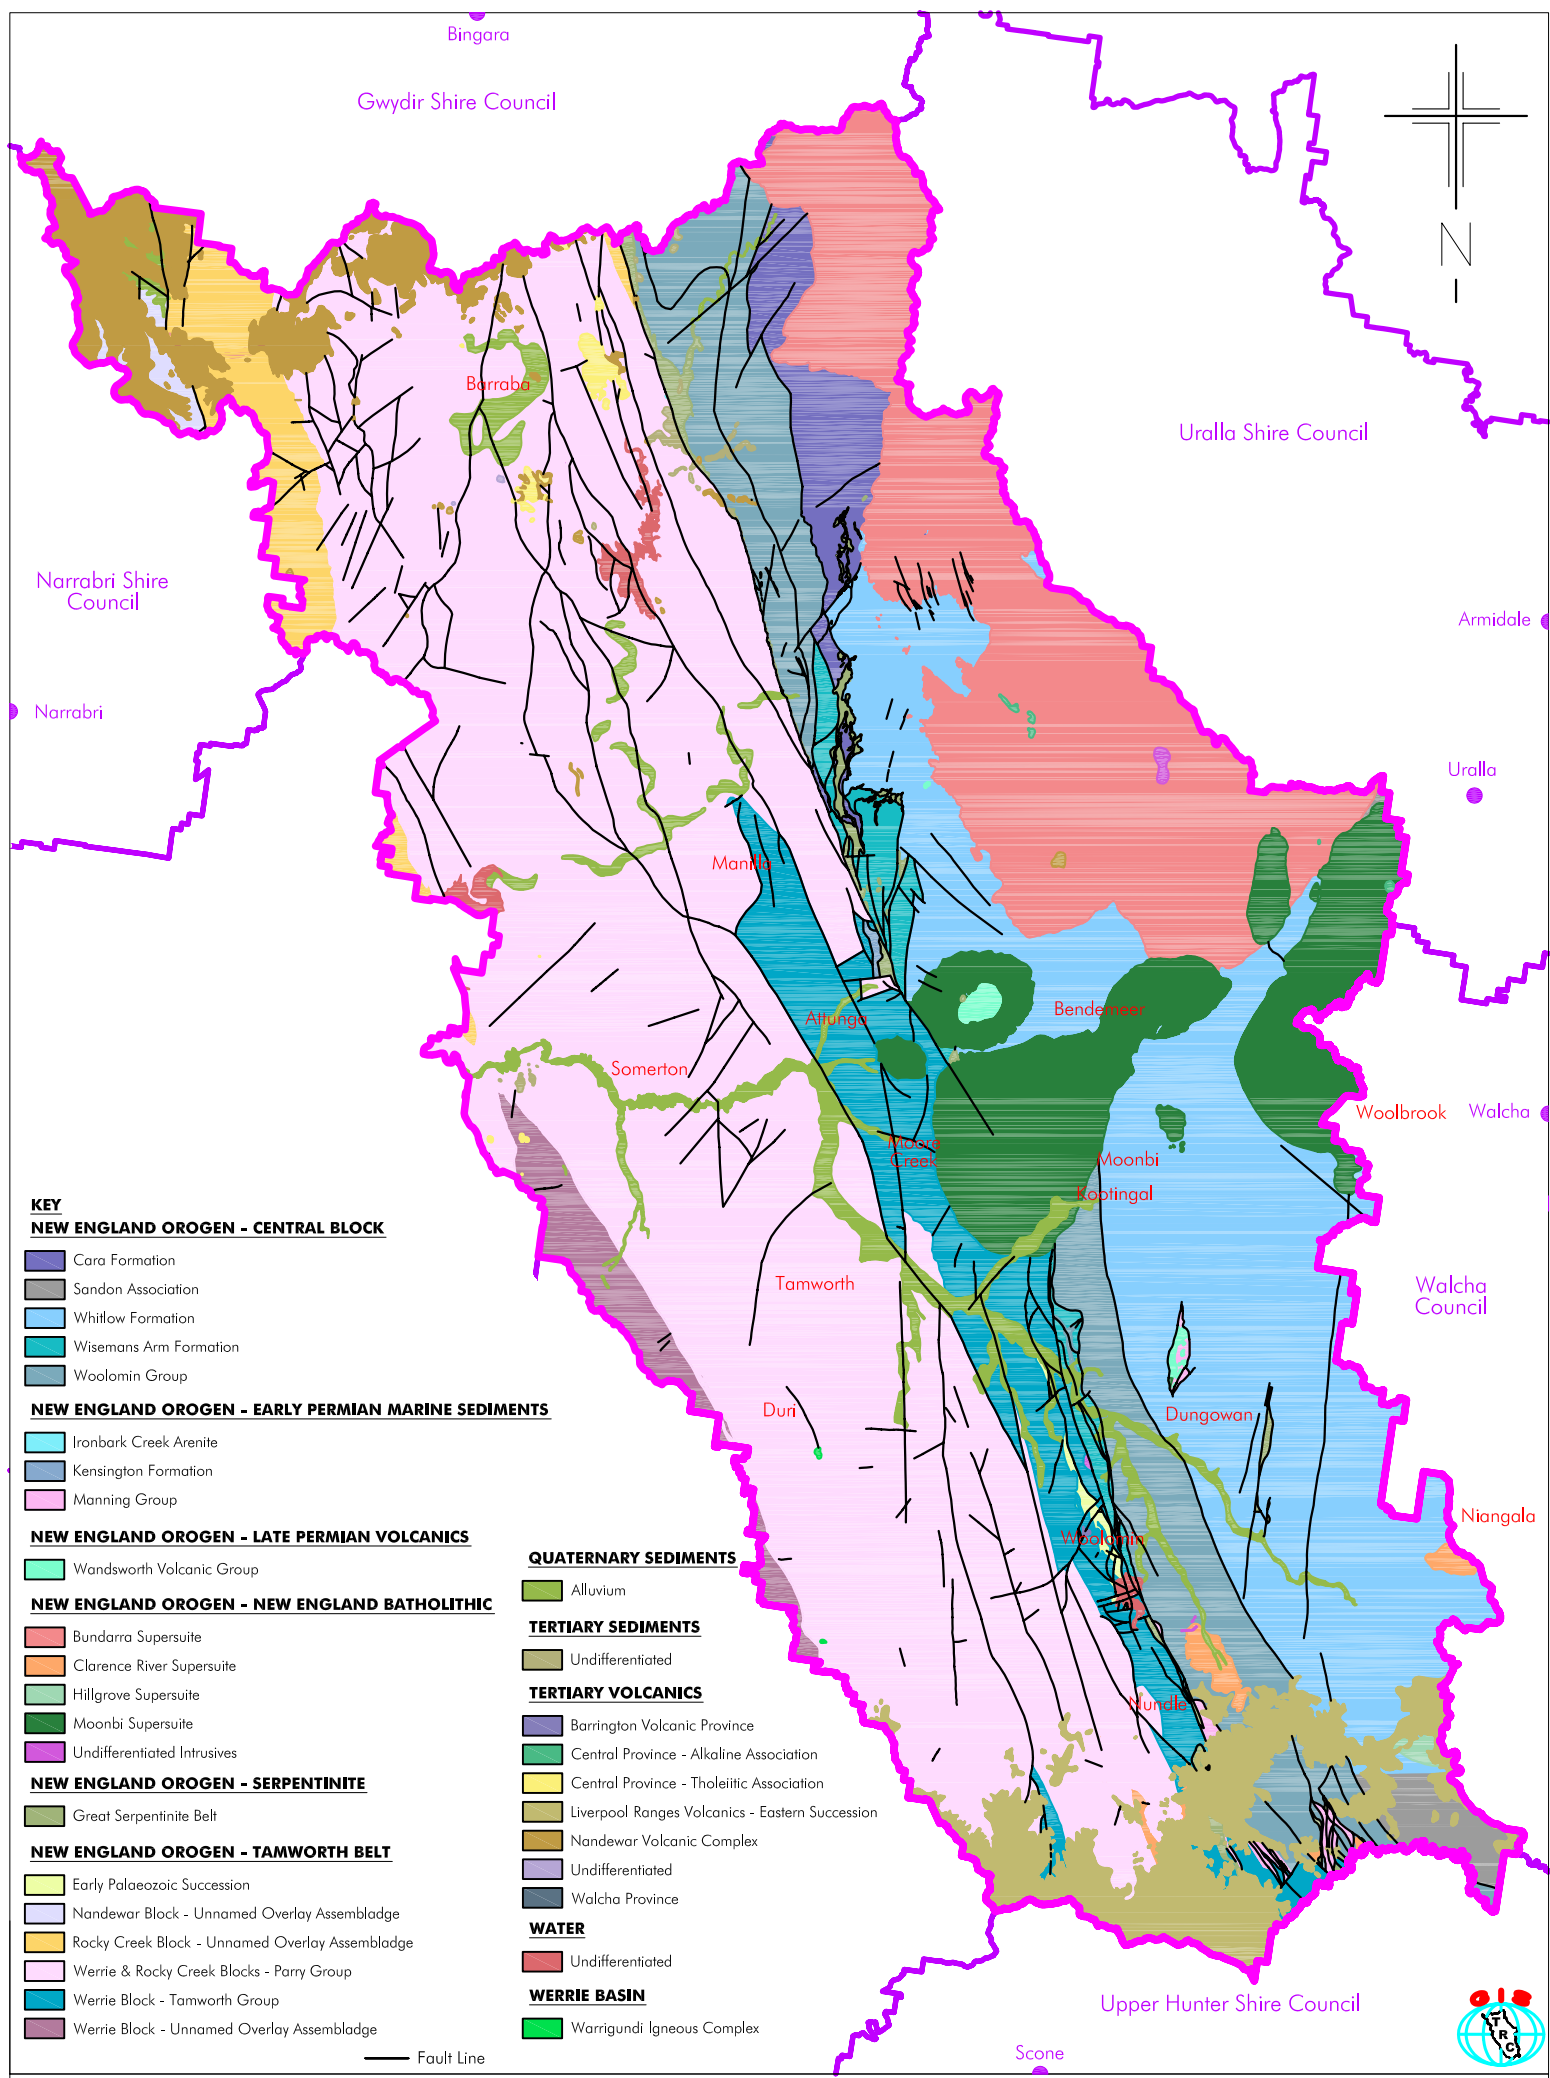 Bingara
Gwydir Shire Council
N
Uralla Shire Council
Barraba
Narrabri Shire
Council
Armidale
Narrabri
Uralla
Manilla
Bendemeer
Attunga
Somerton
Woolbrook
Walcha
Moore
Creek
Moonbi
Kootingal
Tamworth
Walcha
Council
Duri
Dungowan
Niangala
Woolomin
Nundle
Upper Hunter Shire Council
Scone
KEY
NEW ENGLAND OROGEN - CENTRAL BLOCK
Cara Formation
Sandon Association
Whitlow Formation
Wisemans Arm Formation
Woolomin Group
NEW ENGLAND OROGEN - EARLY PERMIAN MARINE SEDIMENTS
Ironbark Creek Arenite
Kensington Formation
Manning Group
NEW ENGLAND OROGEN - LATE PERMIAN VOLCANICS
Wandsworth Volcanic Group
NEW ENGLAND OROGEN - NEW ENGLAND BATHOLITHIC
Bundarra Supersuite
Clarence River Supersuite
Hillgrove Supersuite
Moonbi Supersuite
Undifferentiated Intrusives
NEW ENGLAND OROGEN - SERPENTINITE
Great Serpentinite Belt
NEW ENGLAND OROGEN - TAMWORTH BELT
Early Palaeozoic Succession
Nandewar Block - Unnamed Overlay Assembladge
Rocky Creek Block - Unnamed Overlay Assembladge
Werrie & Rocky Creek Blocks - Parry Group
Werrie Block - Tamworth Group
Werrie Block - Unnamed Overlay Assembladge
Fault Line
QUATERNARY SEDIMENTS
Alluvium
TERTIARY SEDIMENTS
Undifferentiated
TERTIARY VOLCANICS
Barrington Volcanic Province
Central Province - Alkaline Association
Central Province - Tholeiitic Association
Liverpool Ranges Volcanics - Eastern Succession
Nandewar Volcanic Complex
Undifferentiated
Walcha Province
WATER
Undifferentiated
WERRIE BASIN
Warrigundi Igneous Complex
GIS
TRC